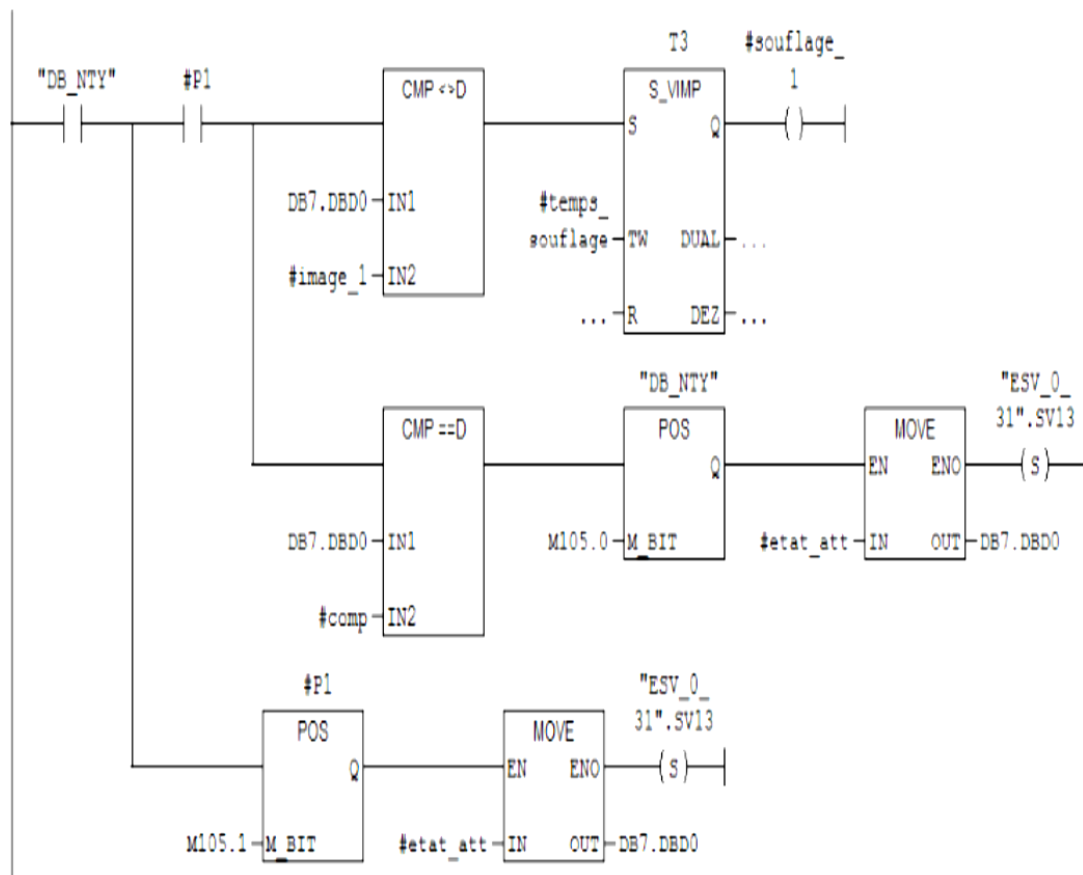 T3 #souflage_
"DB_NTY" #P1 1
CMP <>D S_VIMP
S Q ( )
DB7.DBD0 IN1 #temps_
souflage TW DUAL ...
#image_1 IN2
... R DEZ ...
"DB_NTY" "ESV_0_
CMP ==D POS MOVE 31".SV13
Q EN ENO (S)
DB7.DBD0 IN1 M105.0 M_BIT #etat_att IN OUT DB7.DBD0
#comp IN2
#P1 "ESV_0_
POS MOVE 31".SV13
Q EN ENO (S)
M105.1 M_BIT #etat_att IN OUT DB7.DBD0